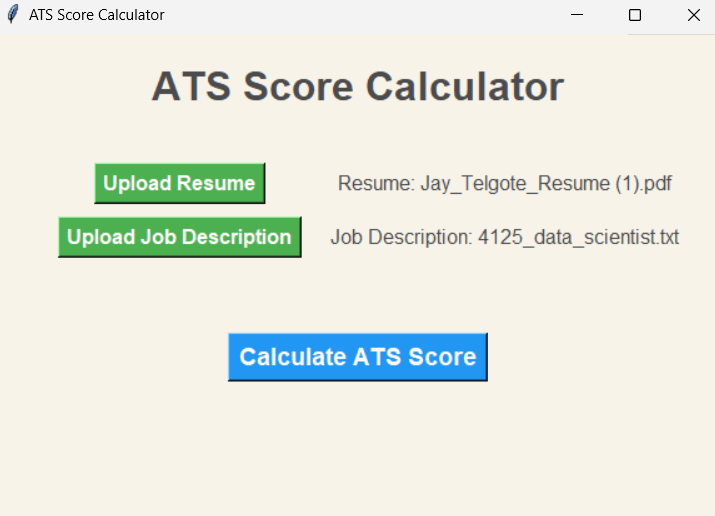 ATS Score Calculator
ATS Score Calculator
Upload Resume
Resume: Jay_Telgote_Resume (1).pdf
Upload Job Description
Job Description: 4125_data_scientist.txt
Calculate ATS Score